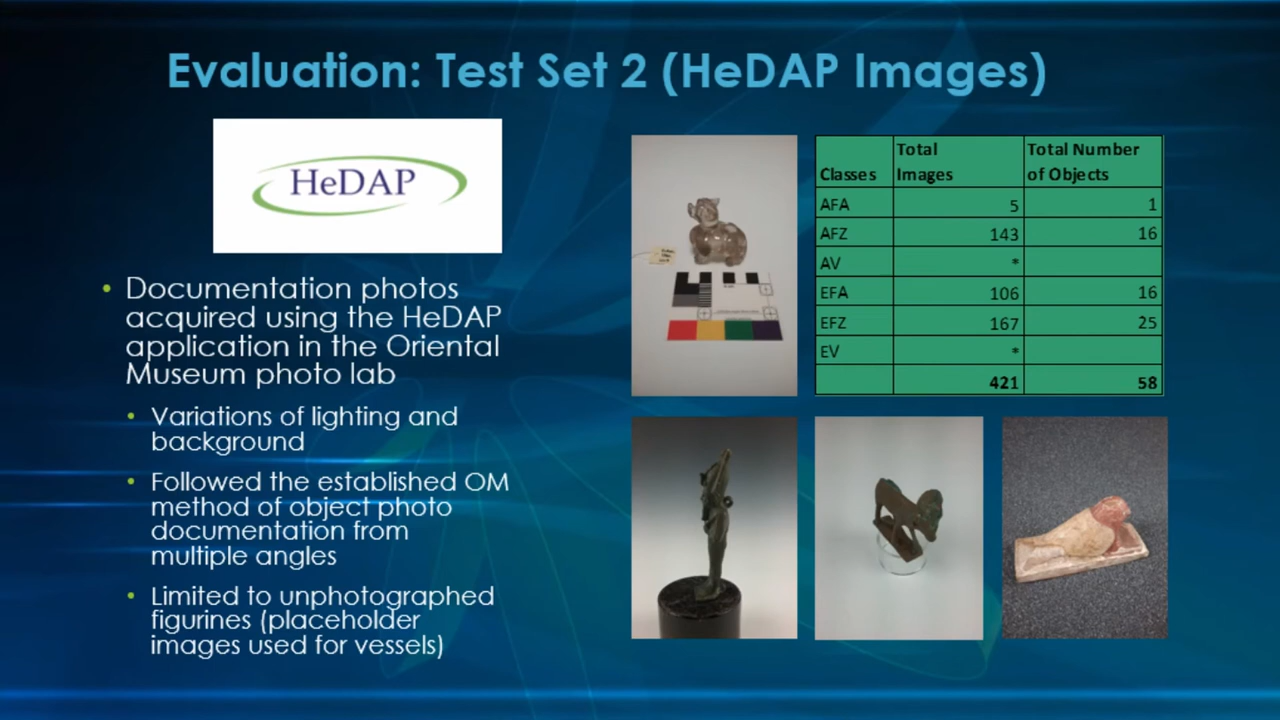 Evaluation: Test Set 2 (HeDAP Images)
HeDAP
• Documentation photos
acquired using the HeDAP
application in the Oriental
Museum photo lab
• Variations of lighting and
background
• Followed the established OM
method of object photo
documentation from
multiple angles
• Limited to unphotographed
figurines (placeholder
images used for vessels)
Classes Total Images Total Number of Objects
AFA 5 1
AFZ 143 16
AV *
EFA 106 16
EFZ 167 25
EV *
421 58